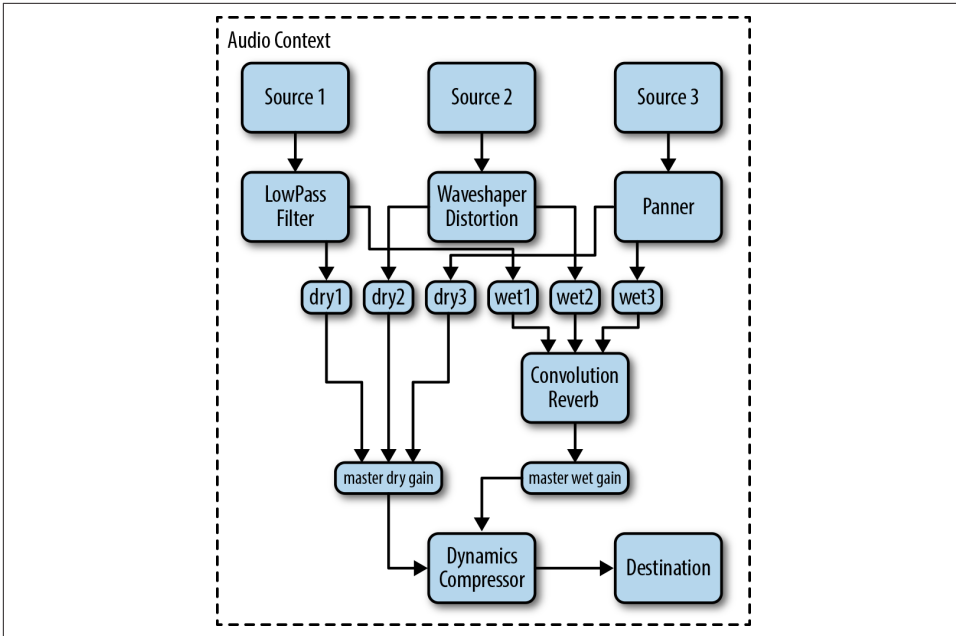 Audio Context
Source 1
Source 2
Source 3
LowPass
Filter
Waveshaper
Distortion
Panner
dry1
dry2
dry3
wet1
wet2
wet3
Convolution
Reverb
master dry gain
master wet gain
Dynamics
Compressor
Destination